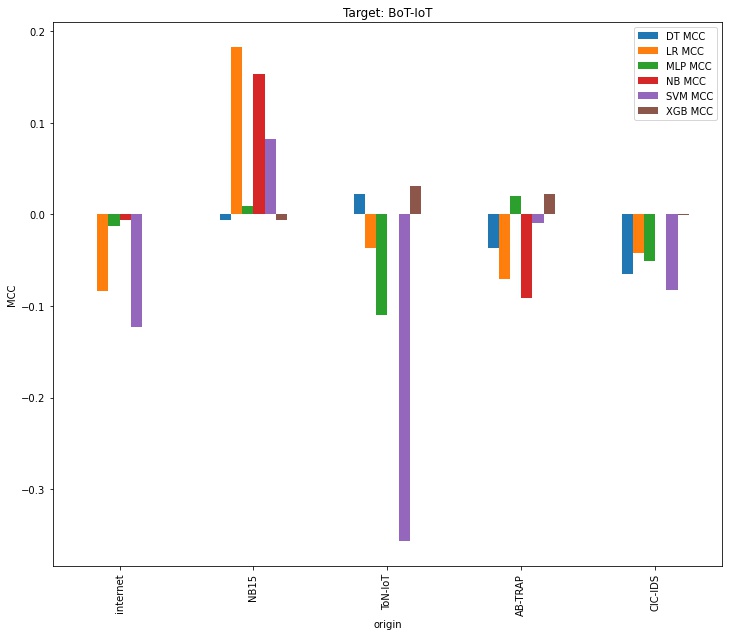 Target: BoT-IoT
DT MCC
LR MCC
MLP MCC
NB MCC
SVM MCC
XGB MCC
0.2
0.1
0.0
−0.1
−0.2
−0.3
MCC
internet
NB15
ToN-IoT
AB-TRAP
CIC-IDS
origin